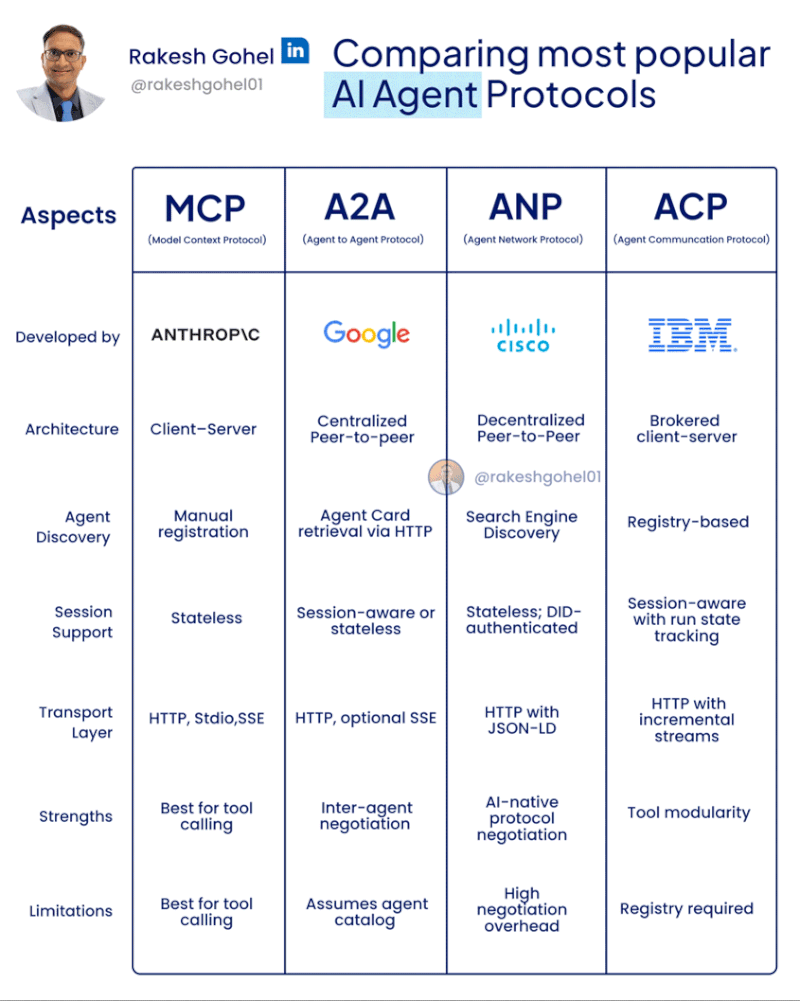 Rakesh Gohel in
@rakeshgohel01
Comparing most popular
AI Agent Protocols
Aspects
MCP
(Model Context Protocol)
A2A
(Agent to Agent Protocol)
ANP
(Agent Network Protocol)
ACP
(Agent Communcation Protocol)
Developed by
ANTHROP\C
Google
CISCO
IBM
Architecture
Client–Server
Centralized
Peer-to-peer
Decentralized
Peer-to-Peer
Brokered
client-server
@rakeshgohel01
Agent
Discovery
Manual
registration
Agent Card
retrieval via HTTP
Search Engine
Discovery
Registry-based
Session
Support
Stateless
Session-aware or
stateless
Stateless; DID-
authenticated
Session-aware
with run state
tracking
Transport
Layer
HTTP, Stdio,SSE
HTTP, optional SSE
HTTP with
JSON-LD
HTTP with
incremental
streams
Strengths
Best for tool
calling
Inter-agent
negotiation
AI-native
protocol
negotiation
Tool modularity
Limitations
Best for tool
calling
Assumes agent
catalog
High
negotiation
overhead
Registry required